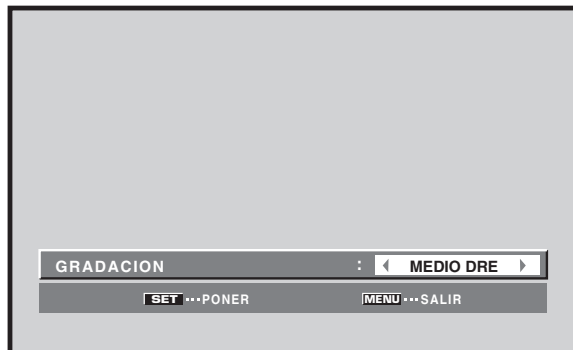 GRADACION : ◀ MEDIO DRE ▶
SET ···PONER MENU ···SALIR